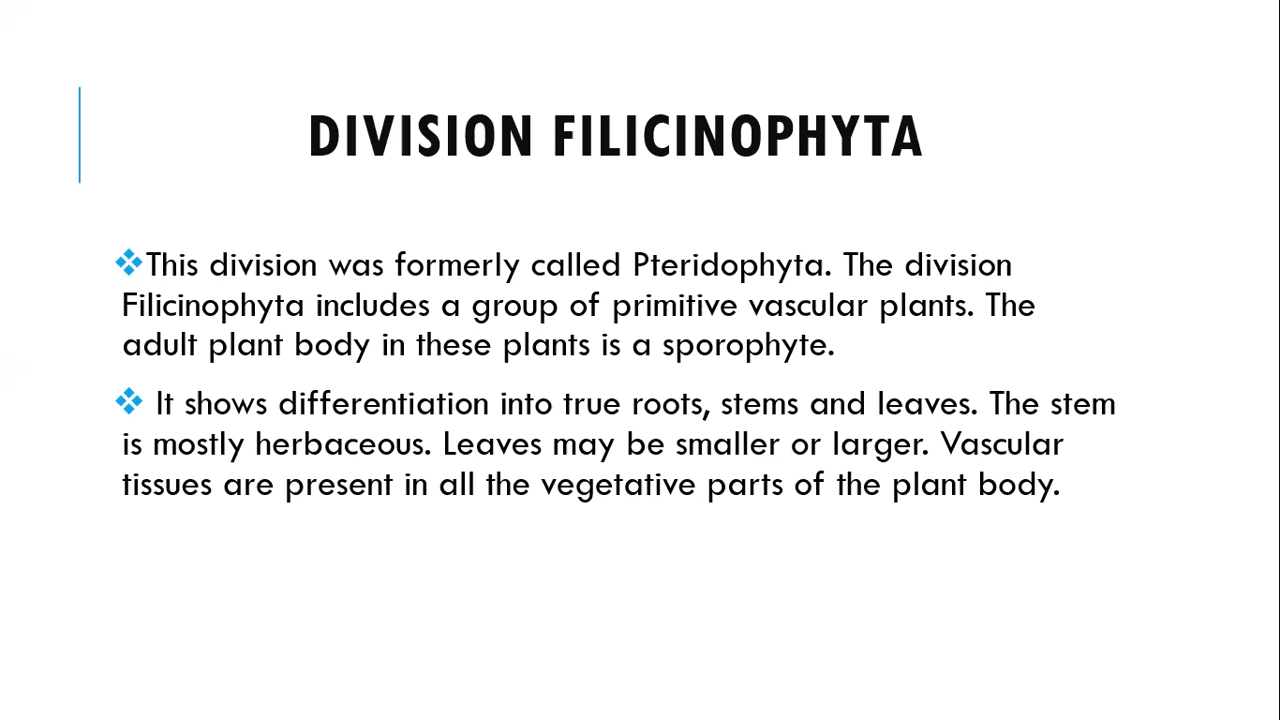 DIVISION FILICINOPHYTA
❖This division was formerly called Pteridophyta. The division
Filicinophyta includes a group of primitive vascular plants. The
adult plant body in these plants is a sporophyte.
❖ It shows differentiation into true roots, stems and leaves. The stem
is mostly herbaceous. Leaves may be smaller or larger. Vascular
tissues are present in all the vegetative parts of the plant body.